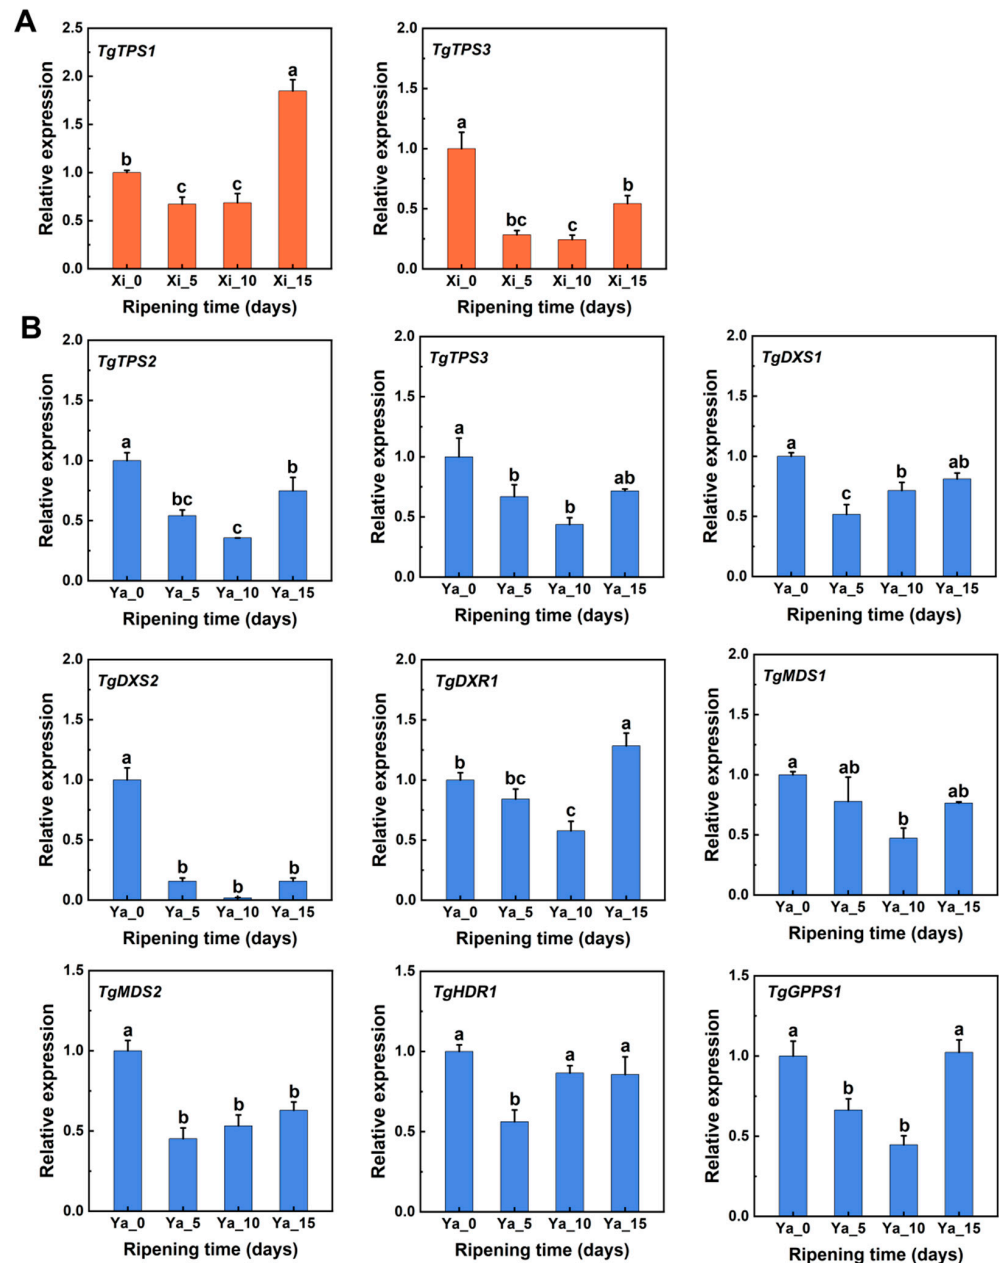 A
TgTPS1
Relative expression
2.5
2.0
1.5
1.0
0.5
0.0
b
c
c
a
Xi_0 Xi_5 Xi_10 Xi_15
Ripening time (days)
TgTPS3
Relative expression
2.0
1.5
1.0
0.5
0.0
a
bc
c
b
Xi_0 Xi_5 Xi_10 Xi_15
Ripening time (days)
B
TgTPS2
Relative expression
2.0
1.5
1.0
0.5
0.0
a
bc
c
b
Ya_0 Ya_5 Ya_10 Ya_15
Ripening time (days)
TgTPS3
Relative expression
2.0
1.5
1.0
0.5
0.0
a
b
b
ab
Ya_0 Ya_5 Ya_10 Ya_15
Ripening time (days)
TgDXS1
Relative expression
2.0
1.5
1.0
0.5
0.0
a
c
b
ab
Ya_0 Ya_5 Ya_10 Ya_15
Ripening time (days)
TgDXS2
Relative expression
2.0
1.5
1.0
0.5
0.0
a
b
b
b
Ya_0 Ya_5 Ya_10 Ya_15
Ripening time (days)
TgDXR1
Relative expression
2.0
1.5
1.0
0.5
0.0
b
bc
c
a
Ya_0 Ya_5 Ya_10 Ya_15
Ripening time (days)
TgMDS1
Relative expression
2.0
1.5
1.0
0.5
0.0
a
ab
b
ab
Ya_0 Ya_5 Ya_10 Ya_15
Ripening time (days)
TgMDS2
Relative expression
1.5
1.0
0.5
0.0
a
b
b
b
Ya_0 Ya_5 Ya_10 Ya_15
Ripening time (days)
TgHDR1
Relative expression
1.5
1.0
0.5
0.0
a
b
a
a
Ya_0 Ya_5 Ya_10 Ya_15
Ripening time (days)
TgGPPS1
Relative expression
1.5
1.0
0.5
0.0
a
b
b
a
Ya_0 Ya_5 Ya_10 Ya_15
Ripening time (days)